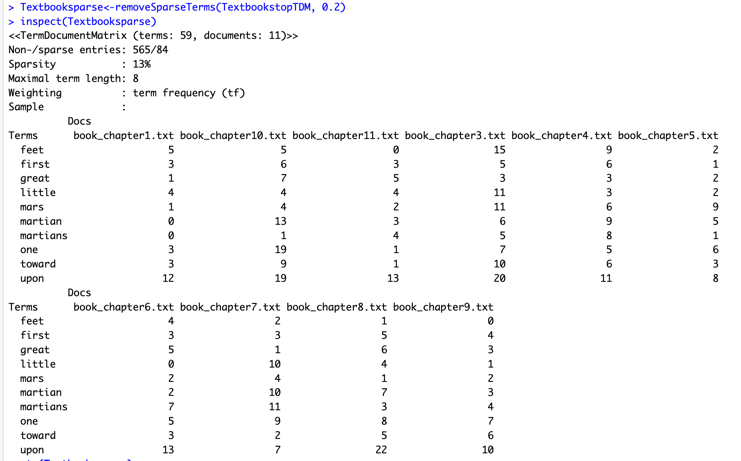 > Textbooksparse<-removeSparseTerms(TextbookstopTDM, 0.2)
> inspect(Textbooksparse)
<<TermDocumentMatrix (terms: 59, documents: 11)>>
Non-/sparse entries: 565/84
Sparsity           : 13%
Maximal term length: 8
Weighting          : term frequency (tf)
Sample             :
          Docs
Terms      book_chapter1.txt book_chapter10.txt book_chapter11.txt book_chapter3.txt book_chapter4.txt book_chapter5.txt
  feet                     5                  5                  0                15                 9                 2
  first                    3                  6                  3                 5                 6                 1
  great                    1                  7                  5                 3                 3                 2
  little                   4                  4                  4                11                 3                 2
  mars                     1                  4                  2                11                 6                 9
  martian                  0                 13                  3                 6                 9                 5
  martians                 0                  1                  4                 5                 8                 1
  one                      3                 19                  1                 7                 5                 6
  toward                   3                  9                  1                10                 6                 3
  upon                    12                 19                 13                20                11                 8
          Docs
Terms      book_chapter6.txt book_chapter7.txt book_chapter8.txt book_chapter9.txt
  feet                     4                 2                 1                 0
  first                    3                 3                 5                 4
  great                    5                 1                 6                 3
  little                   0                10                 4                 1
  mars                     2                 4                 1                 2
  martian                  2                10                 7                 3
  martians                 7                11                 3                 4
  one                      5                 9                 8                 7
  toward                   3                 2                 5                 6
  upon                    13                 7                22                10